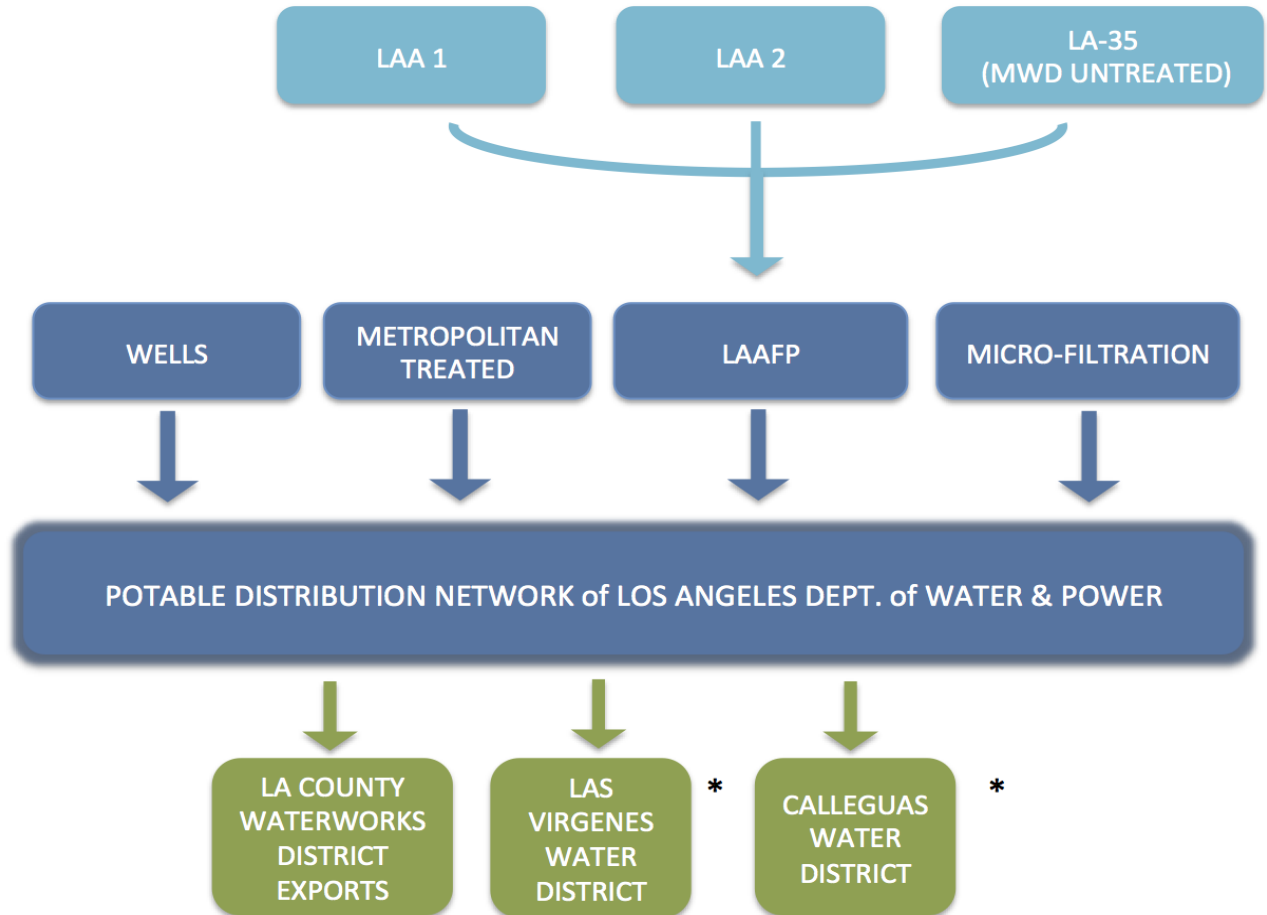 LAA 1
LAA 2
LA-35
(MWD UNTREATED)
WELLS
METROPOLITAN
TREATED
LAAFP
MICRO-FILTRATION
POTABLE DISTRIBUTION NETWORK of LOS ANGELES DEPT. of WATER & POWER
LA COUNTY
WATERWORKS
DISTRICT
EXPORTS
LAS
VIRGENES
WATER
DISTRICT
*
CALLEGUAS
WATER
DISTRICT
*